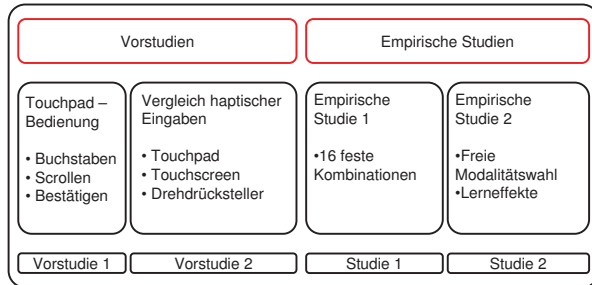 Vorstudien
Empirische Studien
Touchpad –
Bedienung
• Buchstaben
• Scrollen
• Bestätigen
Vergleich haptischer
Eingaben
• Touchpad
• Touchscreen
• Drehdrücksteller
Empirische
Studie 1
•16 feste
Kombinationen
Empirische
Studie 2
•Freie
Modalitätswahl
•Lerneffekte
Vorstudie 1
Vorstudie 2
Studie 1
Studie 2